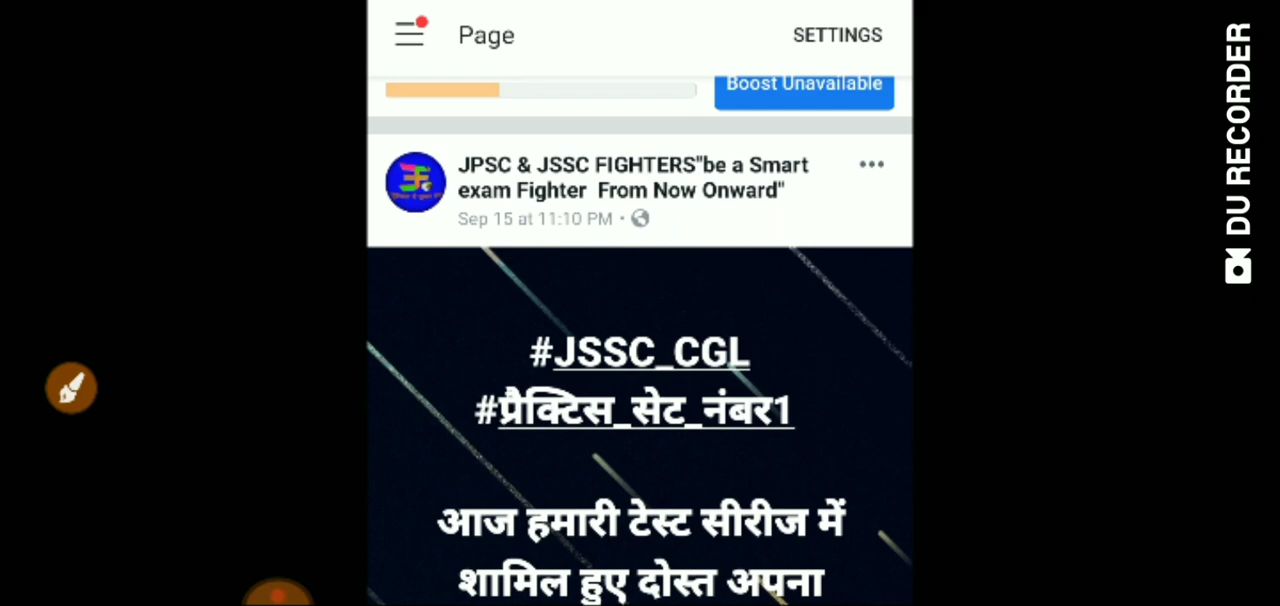 Page
SETTINGS
Boost Unavailable
JPSC & JSSC FIGHTERS"be a Smart
exam Fighter From Now Onward"
Sep 15 at 11:10 PM ·
#JSSC_CGL
#प्रैक्टिस_सेट_नंबर1
आज हमारी टेस्ट सीरीज में
शामिल हुए दोस्त अपना
DU RECORDER